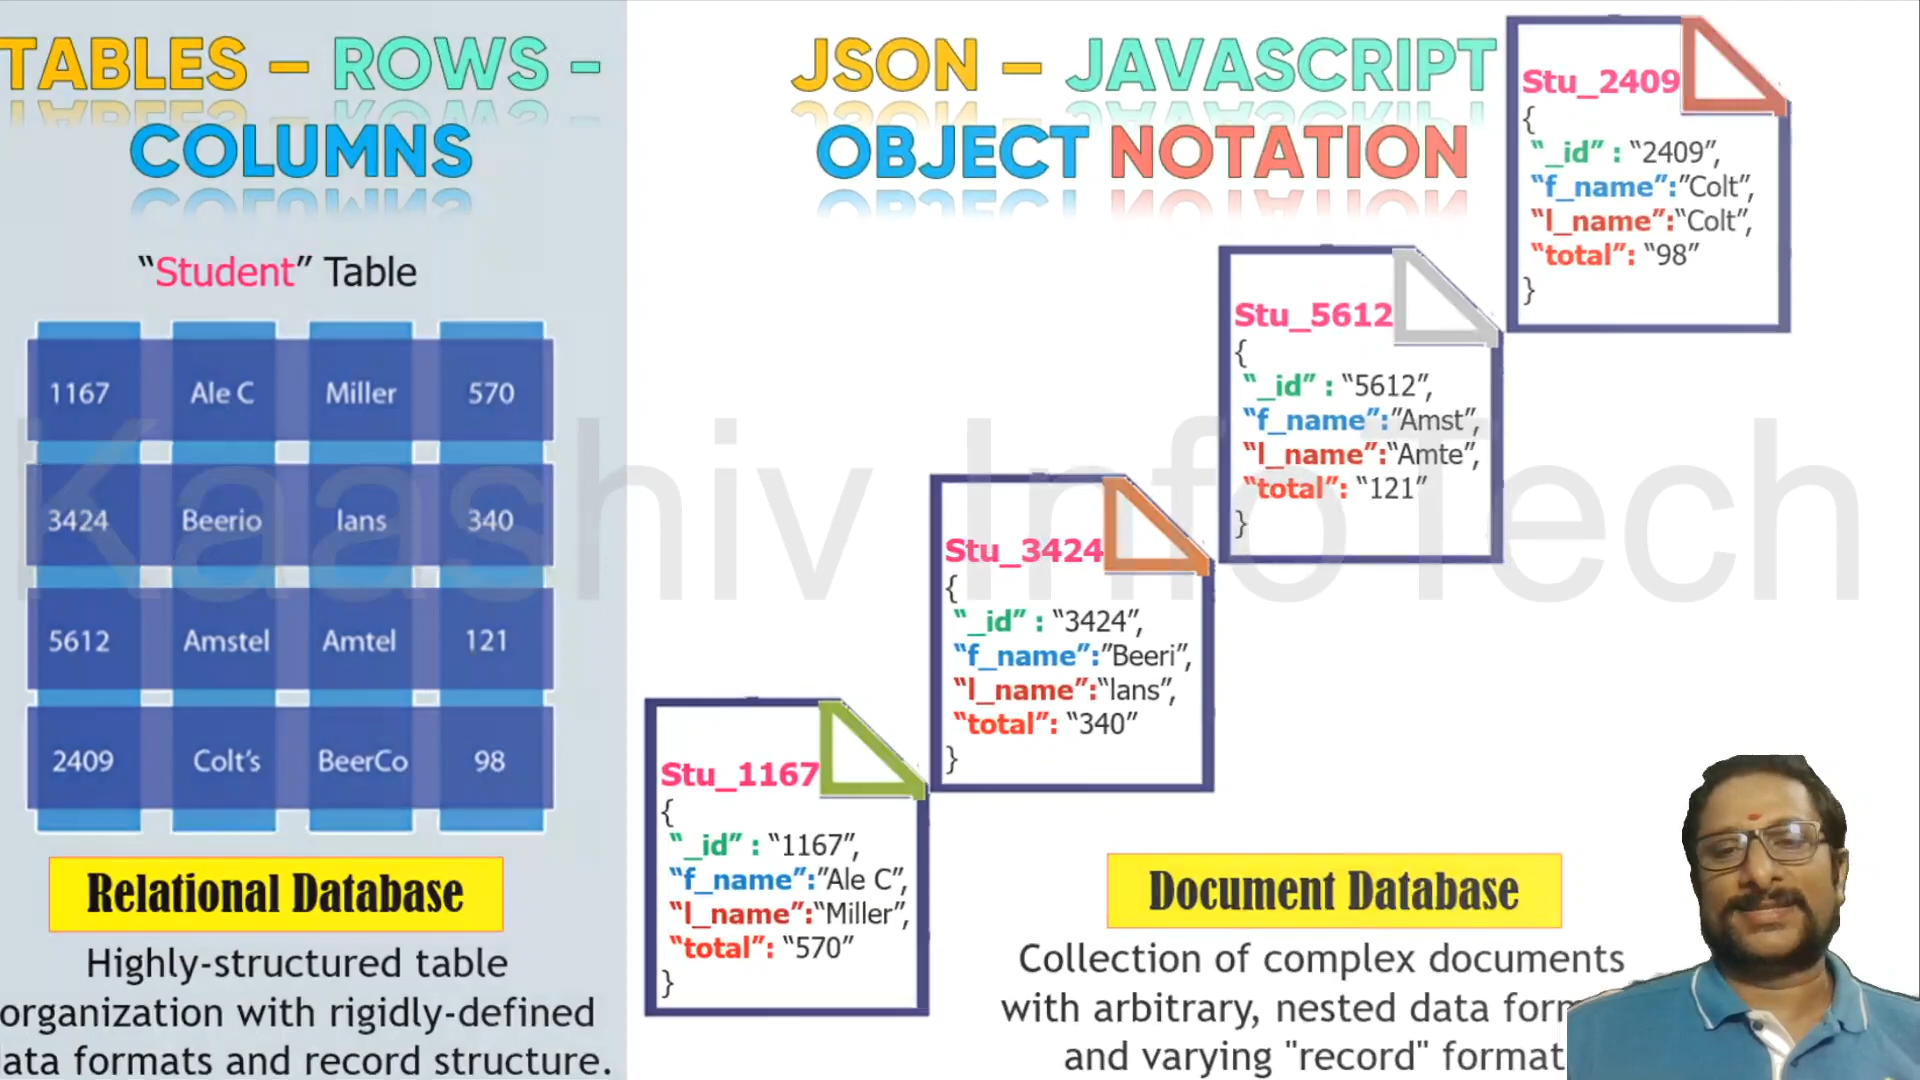 TABLES – ROWS -
COLUMNS
"Student" Table
1167 Ale C Miller 570
3424 Beerio Ians 340
5612 Amstel Amtel 121
2409 Colt's BeerCo 98
Relational Database
Highly-structured table
organization with rigidly-defined
data formats and record structure.
JSON – JAVASCRIPT
OBJECT NOTATION
Stu_1167
{
“_id” : “1167”,
“f_name”:”Ale C”,
“l_name”:“Miller”,
“total”: “570”
}
Stu_3424
{
“_id” : “3424”,
“f_name”:”Beeri”,
“l_name”:“Ians”,
“total”: “340”
}
Stu_5612
{
“_id” : “5612”,
“f_name”:”Amst”,
“l_name”:“Amte”,
“total”: “121”
}
Stu_2409
{
“_id” : “2409”,
“f_name”:”Colt”,
“l_name”:“Colt”,
“total”: “98”
}
Document Database
Collection of complex documents
with arbitrary, nested data
and varying "record" format
Kaashiv InfoTech